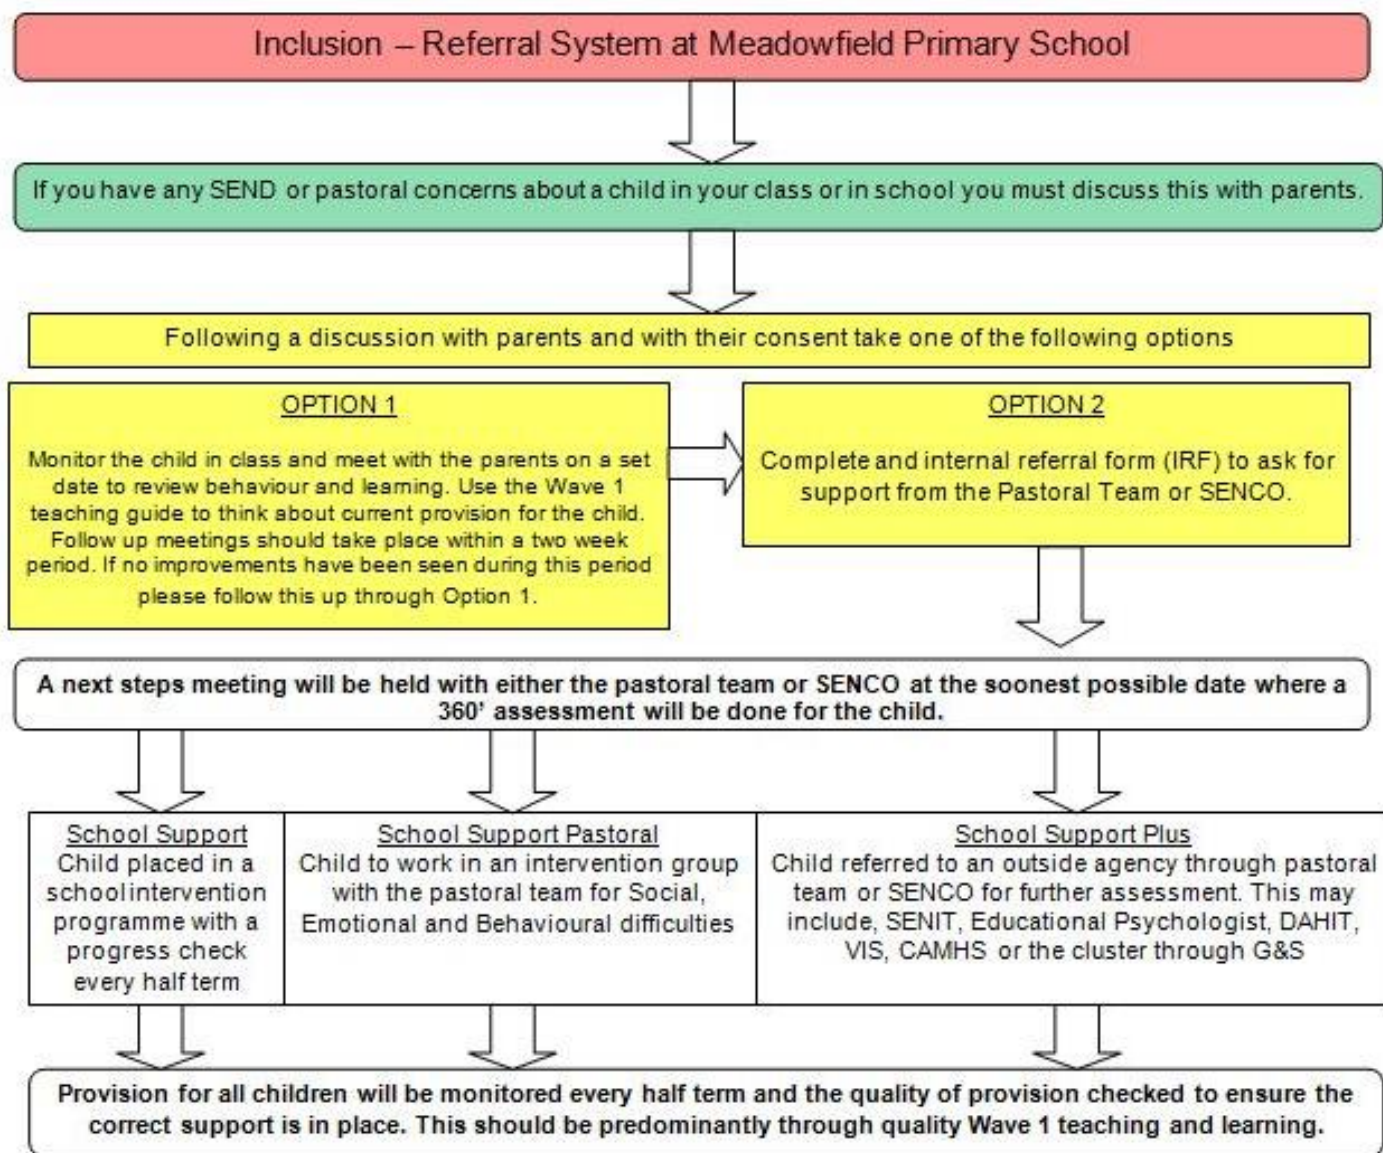 Inclusion – Referral System at Meadowfield Primary School
If you have any SEND or pastoral concerns about a child in your class or in school you must discuss this with parents.
Following a discussion with parents and with their consent take one of the following options
OPTION 1
Monitor the child in class and meet with the parents on a set
date to review behaviour and learning. Use the Wave 1
teaching guide to think about current provision for the child.
Follow up meetings should take place within a two week
period. If no improvements have been seen during this period
please follow this up through Option 1.
OPTION 2
Complete and internal referral form (IRF) to ask for
support from the Pastoral Team or SENCO.
A next steps meeting will be held with either the pastoral team or SENCO at the soonest possible date where a
360' assessment will be done for the child.
School Support
Child placed in a
school intervention
programme with a
progress check
every half term
School Support Pastoral
Child to work in an intervention group
with the pastoral team for Social,
Emotional and Behavioural difficulties
School Support Plus
Child referred to an outside agency through pastoral
team or SENCO for further assessment. This may
include, SENIT, Educational Psychologist, DAHIT,
VIS, CAMHS or the cluster through G&S
Provision for all children will be monitored every half term and the quality of provision checked to ensure the
correct support is in place. This should be predominantly through quality Wave 1 teaching and learning.